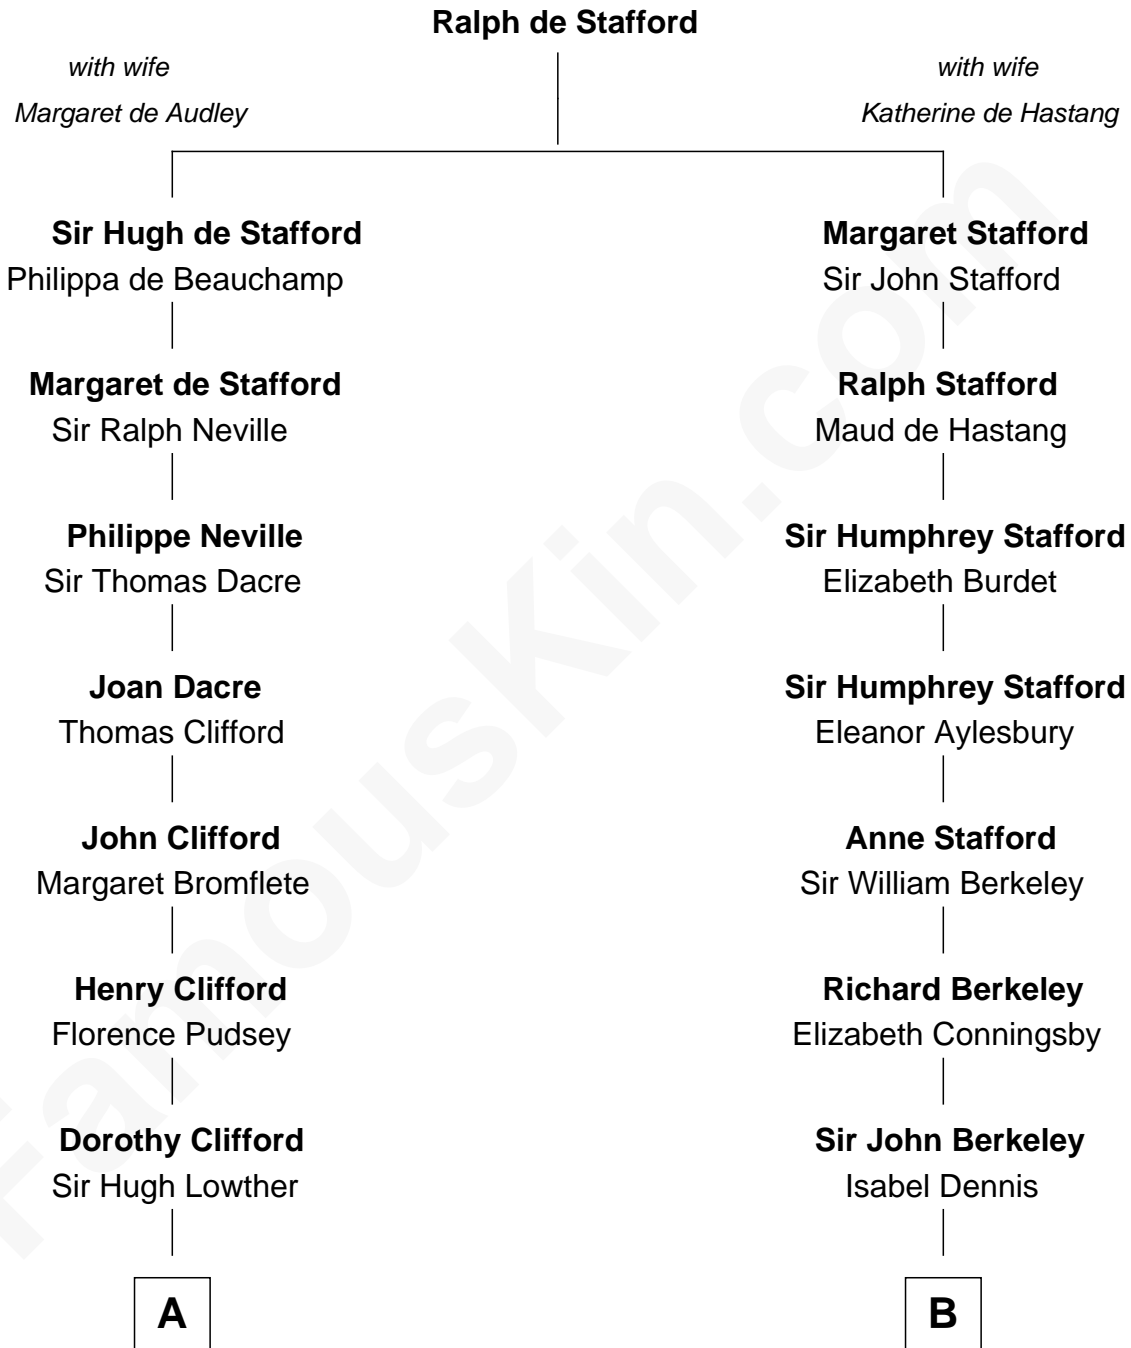 Ralph de Stafford
with wife
Margaret de Audley
with wife
Katherine de Hastang
Sir Hugh de Stafford
Philippa de Beauchamp
Margaret Stafford
Sir John Stafford
Margaret de Stafford
Sir Ralph Neville
Ralph Stafford
Maud de Hastang
Philippe Neville
Sir Thomas Dacre
Sir Humphrey Stafford
Elizabeth Burdet
Joan Dacre
Thomas Clifford
Sir Humphrey Stafford
Eleanor Aylesbury
John Clifford
Margaret Bromflete
Anne Stafford
Sir William Berkeley
Henry Clifford
Florence Pudsey
Richard Berkeley
Elizabeth Conningsby
Dorothy Clifford
Sir Hugh Lowther
Sir John Berkeley
Isabel Dennis
A
B
FamousKin.com